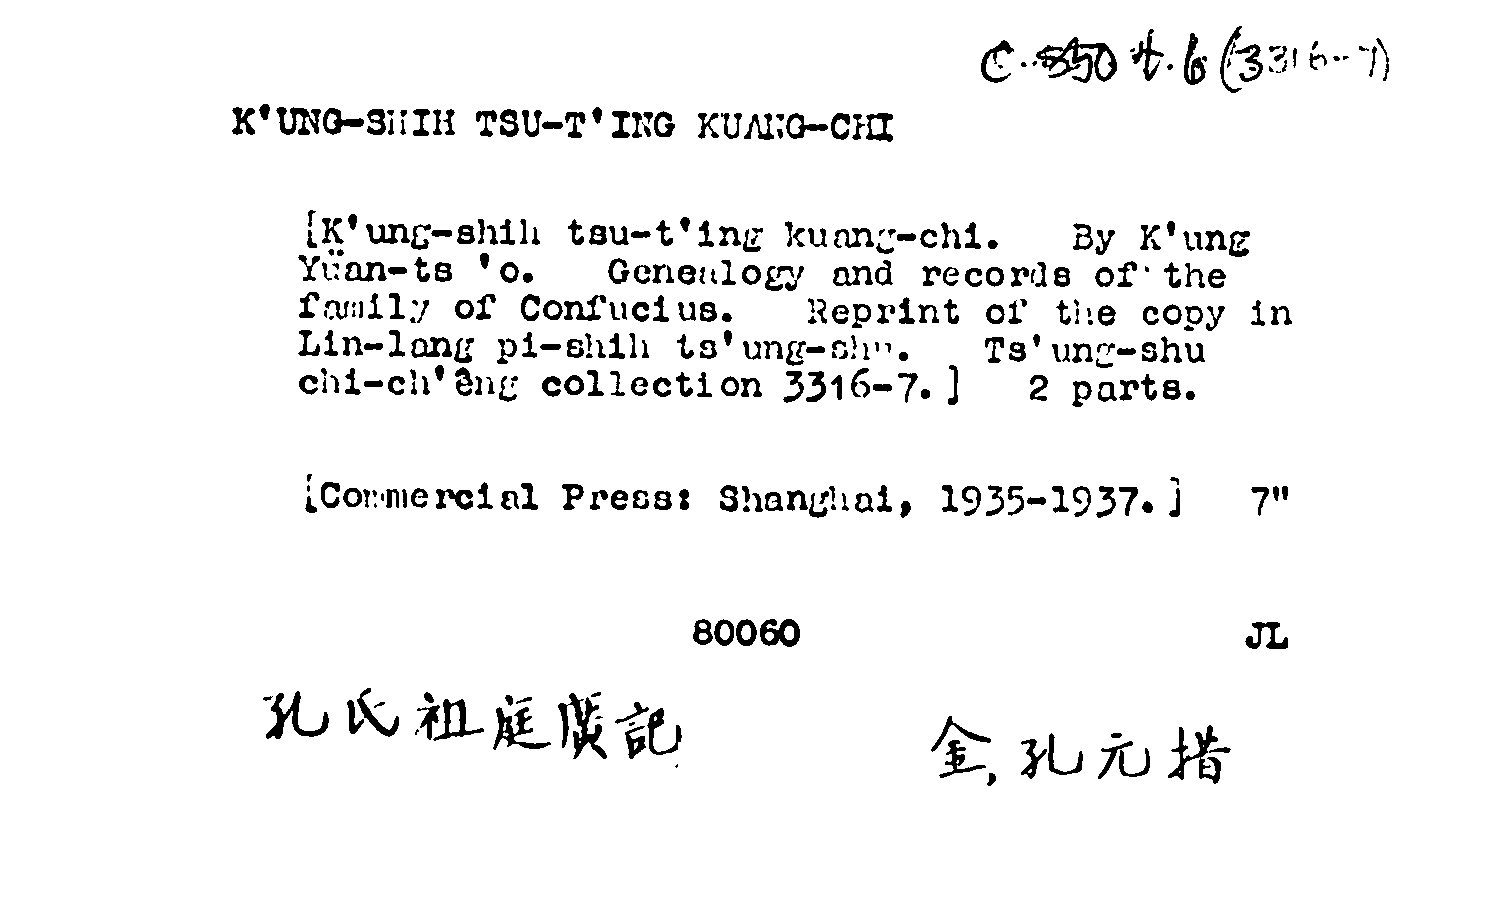 C. 350 t. 6 (3316-7)
K'UNG-SHIH TSU-T'ING KUANG-CHI
[K'ung-shih tsu-t'ing kuang-chi. By K'ung
Yüan-ts 'o. Genealogy and records of the
family of Confucius. Reprint of the copy in
Lin-lang pi-shih ts'ung-shu. Ts'ung-shu
chi-ch'êng collection 3316-7.] 2 parts.
[Commercial Press: Shanghai, 1935-1937.] 7"
80060 JL
孔氏祖庭廣記
金, 孔元措